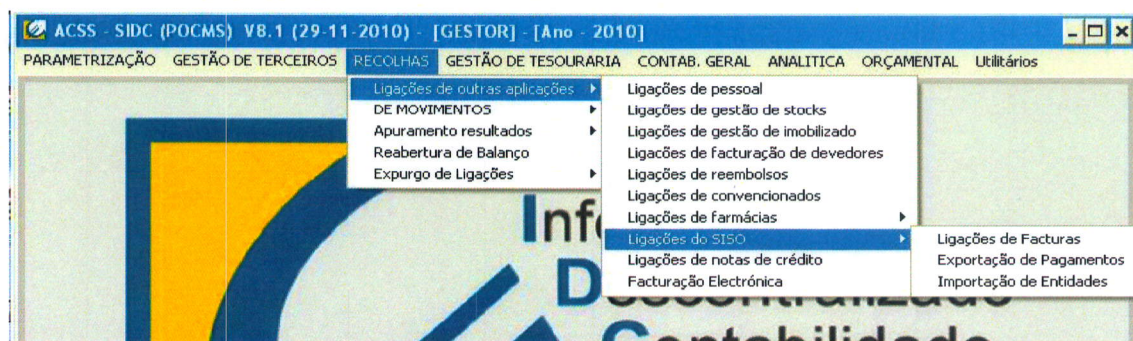 ACSS - SIDC (POCMS) V8.1 (29-11-2010) - [GESTOR] - [Ano - 2010]
PARAMETRIZAÇÃO GESTÃO DE TERCEIROS RECOLHAS GESTÃO DE TESOURARIA CONTAB. GERAL ANALITICA ORÇAMENTAL Utilitários
Ligações de outras aplicações
DE MOVIMENTOS
Apuramento resultados
Reabertura de Balanço
Expurgo de Ligações
Ligações de pessoal
Ligações de gestão de stocks
Ligações de gestão de imobilizado
Ligacões de facturação de devedores
Ligações de reembolsos
Ligações de convencionados
Ligações de farmácias
Ligações do SISO
Ligações de notas de crédito
Facturação Electrónica
Ligações de Facturas
Exportação de Pagamentos
Importação de Entidades